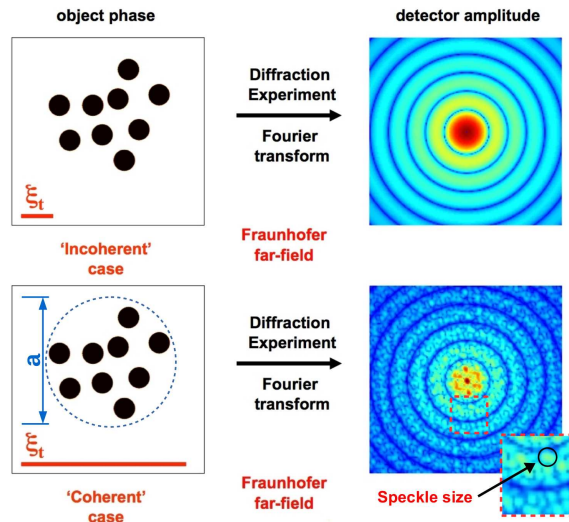 object phase
detector amplitude
Diffraction
Experiment
Fourier
transform
ξt
'Incoherent'
case
Fraunhofer
far-field
a
Diffraction
Experiment
Fourier
transform
ξt
'Coherent'
case
Fraunhofer
far-field
Speckle size